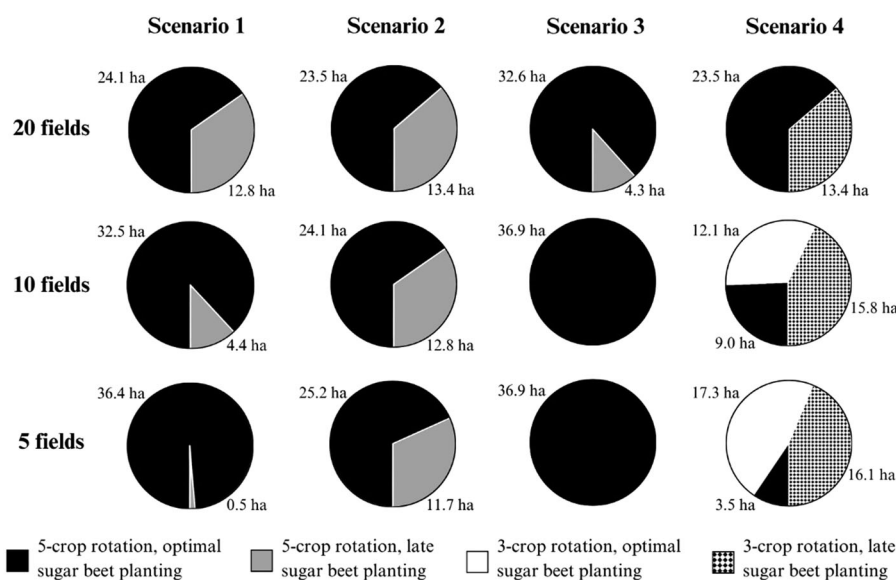 Scenario 1 Scenario 2 Scenario 3 Scenario 4
20 fields
24.1 ha
12.8 ha
23.5 ha
13.4 ha
32.6 ha
4.3 ha
23.5 ha
13.4 ha
10 fields
32.5 ha
4.4 ha
24.1 ha
12.8 ha
36.9 ha
12.1 ha
15.8 ha
9.0 ha
5 fields
36.4 ha
0.5 ha
25.2 ha
11.7 ha
36.9 ha
17.3 ha
16.1 ha
3.5 ha
5-crop rotation, optimal
sugar beet planting
5-crop rotation, late
sugar beet planting
3-crop rotation, optimal
sugar beet planting
3-crop rotation, late
sugar beet planting